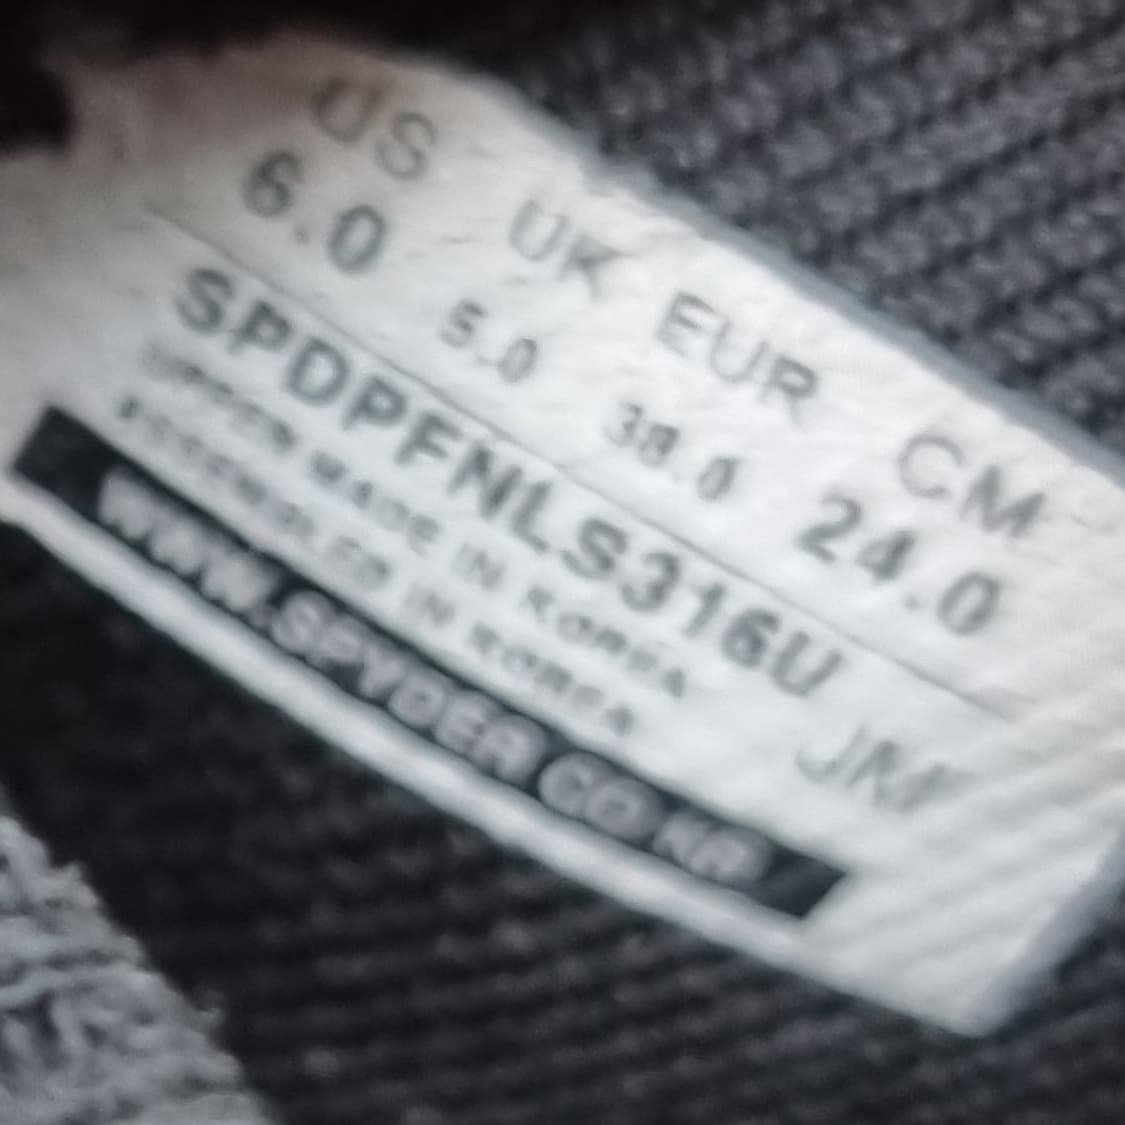 US UK EUR CM
6.0 5.0 38.0 24.0
SPDPFNLS316U
UPPER MADE IN KOREA
ASSEMBLED IN KOREA JM
WWW.SPYDER.CO.KR